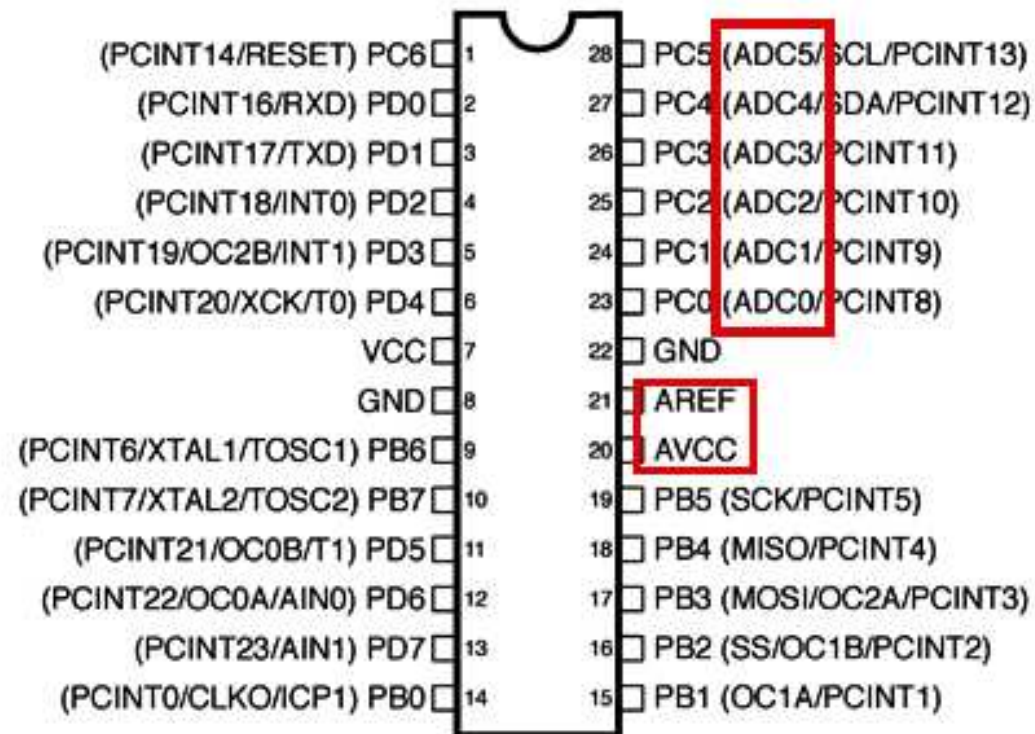 (PCINT14/RESET) PC6 1 28 PC5 (ADC5/SCL/PCINT13)
(PCINT16/RXD) PD0 2 27 PC4 (ADC4/SDA/PCINT12)
(PCINT17/TXD) PD1 3 26 PC3 (ADC3/PCINT11)
(PCINT18/INT0) PD2 4 25 PC2 (ADC2/PCINT10)
(PCINT19/OC2B/INT1) PD3 5 24 PC1 (ADC1/PCINT9)
(PCINT20/XCK/T0) PD4 6 23 PC0 (ADC0/PCINT8)
VCC 7 22 GND
GND 8 21 AREF
(PCINT6/XTAL1/TOSC1) PB6 9 20 AVCC
(PCINT7/XTAL2/TOSC2) PB7 10 19 PB5 (SCK/PCINT5)
(PCINT21/OC0B/T1) PD5 11 18 PB4 (MISO/PCINT4)
(PCINT22/OC0A/AIN0) PD6 12 17 PB3 (MOSI/OC2A/PCINT3)
(PCINT23/AIN1) PD7 13 16 PB2 (SS/OC1B/PCINT2)
(PCINT0/CLKO/ICP1) PB0 14 15 PB1 (OC1A/PCINT1)